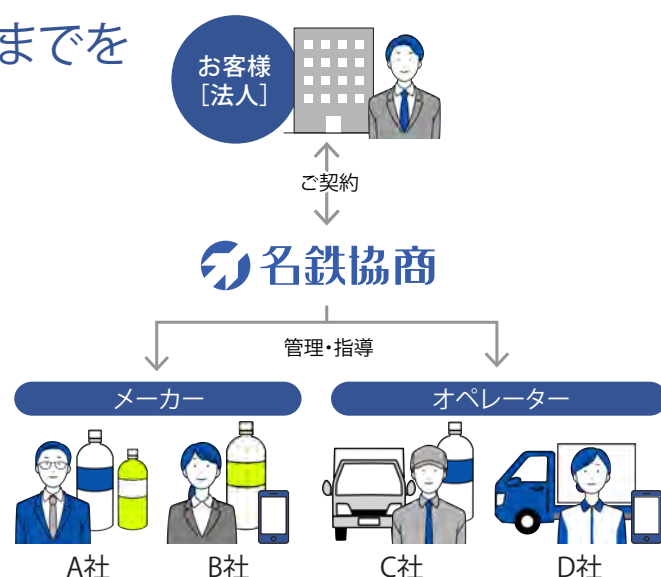 までを
お客様
［法人］
ご契約
名鉄協商
管理・指導
メーカー
オペレーター
A社
B社
C社
D社